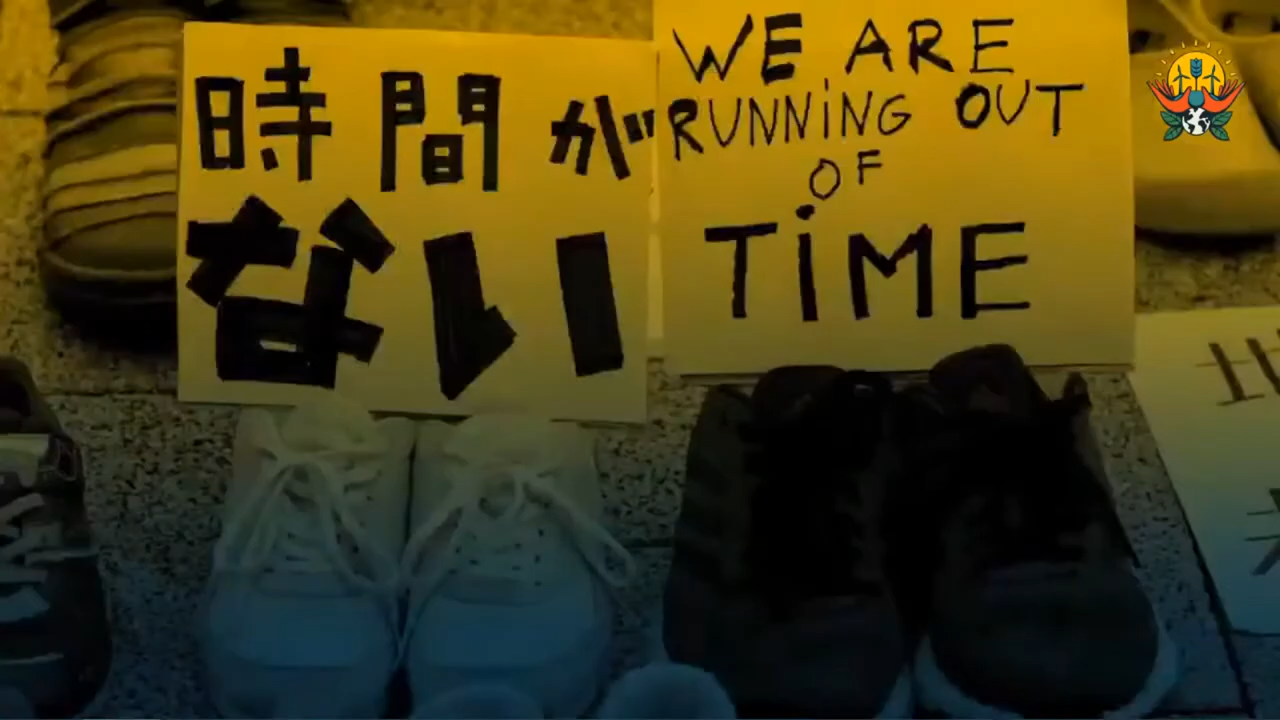 時間が
ない
WE ARE
RUNNiNG OUT
OF
TiME